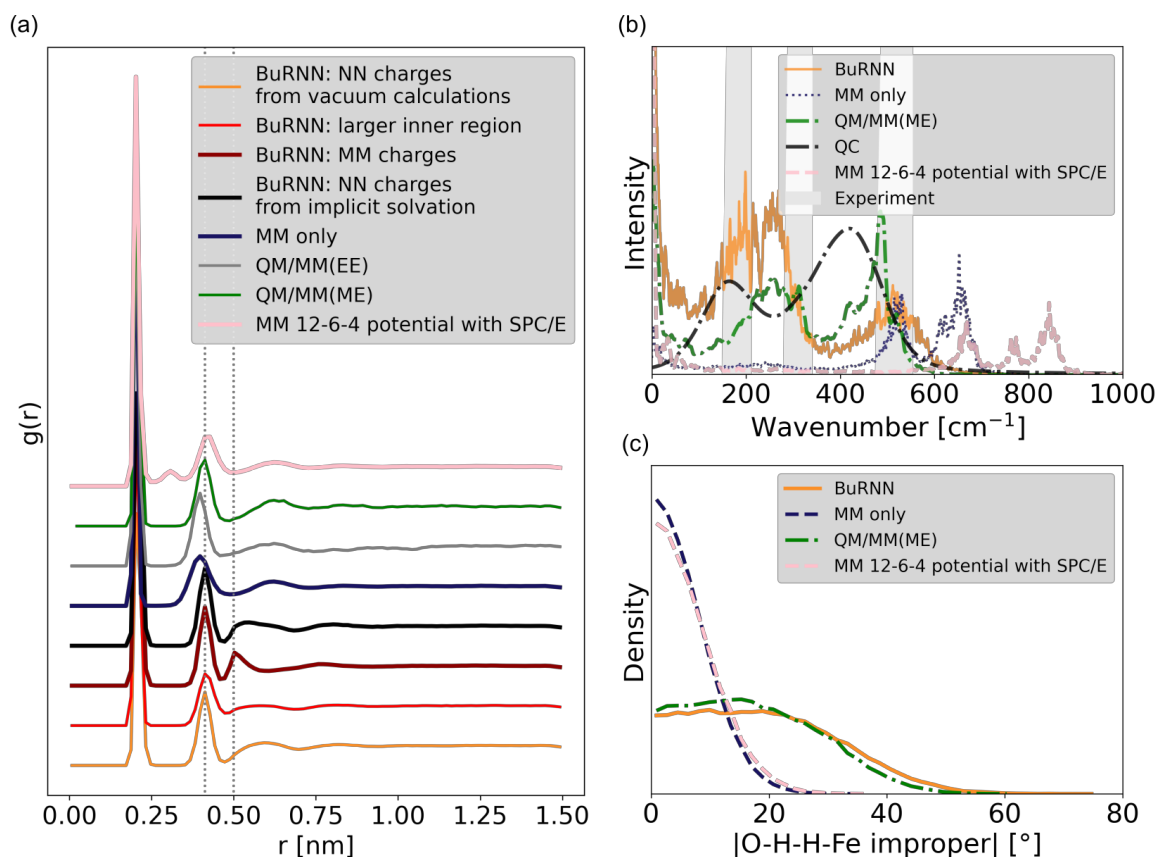 (a)
BuRNN: NN charges
from vacuum calculations
BuRNN: larger inner region
BuRNN: MM charges
BuRNN: NN charges
from implicit solvation
MM only
QM/MM(EE)
QM/MM(ME)
MM 12-6-4 potential with SPC/E
g(r)
0.00 0.25 0.50 0.75 1.00 1.25 1.50
r [nm]
(b)
BuRNN
MM only
QM/MM(ME)
QC
MM 12-6-4 potential with SPC/E
Experiment
Intensity
0 200 400 600 800 1000
Wavenumber [cm⁻¹]
(c)
BuRNN
MM only
QM/MM(ME)
MM 12-6-4 potential with SPC/E
Density
0 20 40 60 80
|O-H-H-Fe improper| [°]